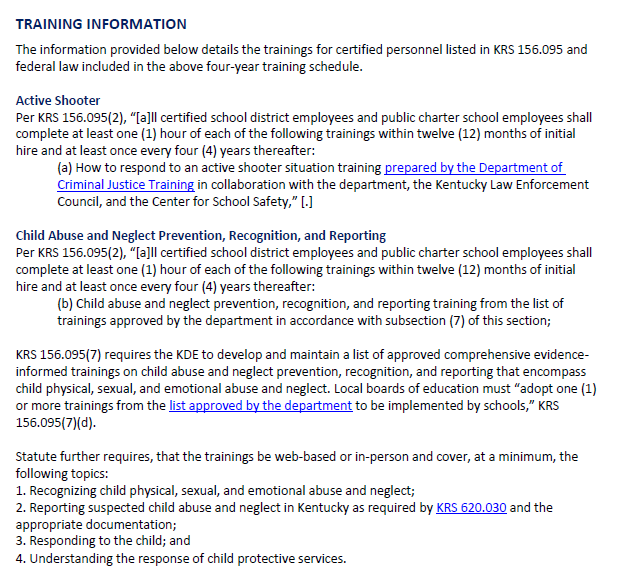 TRAINING INFORMATION
The information provided below details the trainings for certified personnel listed in KRS 156.095 and
federal law included in the above four-year training schedule.
Active Shooter
Per KRS 156.095(2), “[a]ll certified school district employees and public charter school employees shall
complete at least one (1) hour of each of the following trainings within twelve (12) months of initial
hire and at least once every four (4) years thereafter:
(a) How to respond to an active shooter situation training prepared by the Department of
Criminal Justice Training in collaboration with the department, the Kentucky Law Enforcement
Council, and the Center for School Safety,” [.]
Child Abuse and Neglect Prevention, Recognition, and Reporting
Per KRS 156.095(2), “[a]ll certified school district employees and public charter school employees shall
complete at least one (1) hour of each of the following trainings within twelve (12) months of initial
hire and at least once every four (4) years thereafter:
(b) Child abuse and neglect prevention, recognition, and reporting training from the list of
trainings approved by the department in accordance with subsection (7) of this section;
KRS 156.095(7) requires the KDE to develop and maintain a list of approved comprehensive evidence-
informed trainings on child abuse and neglect prevention, recognition, and reporting that encompass
child physical, sexual, and emotional abuse and neglect. Local boards of education must “adopt one (1)
or more trainings from the list approved by the department to be implemented by schools,” KRS
156.095(7)(d).
Statute further requires, that the trainings be web-based or in-person and cover, at a minimum, the
following topics:
1. Recognizing child physical, sexual, and emotional abuse and neglect;
2. Reporting suspected child abuse and neglect in Kentucky as required by KRS 620.030 and the
appropriate documentation;
3. Responding to the child; and
4. Understanding the response of child protective services.